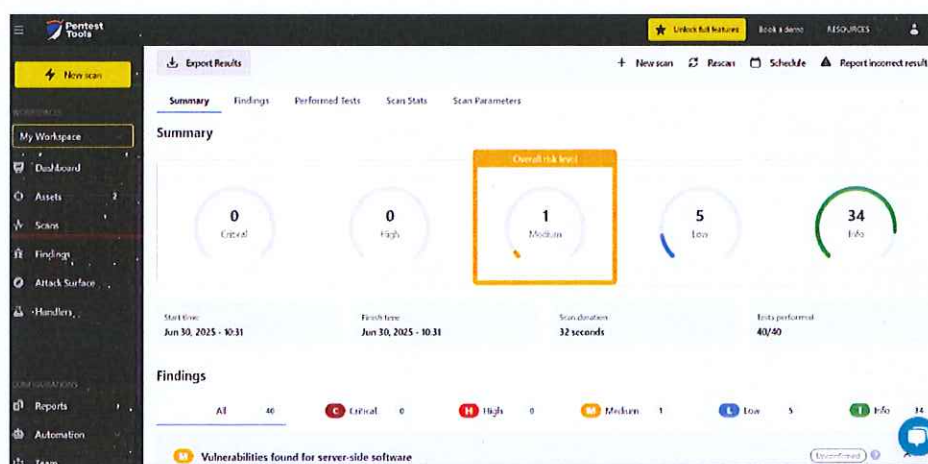 Pentest
Tools
Unlock full features
Book a demo
RESOURCES
New scan
Export Results
+ New scan
Rescan
Schedule
Report incorrect result
Summary
Findings
Performed Tests
Scan Stats
Scan Parameters
WORKSPACES
My Workspace
Summary
Dashboard
Assets 2
Scans
Findings
Attack Surface
Handlers
Overall risk level
0
Critical
0
High
1
Medium
5
Low
34
Info
Start time
Jun 30, 2025 - 10:31
Finish time
Jun 30, 2025 - 10:31
Scan duration
32 seconds
Tests performed
40/40
CONFIGURATIONS
Reports
Automation
Team
Findings
All 40
C Critical 0
H High 0
M Medium 1
L Low 5
I Info 34
M Vulnerabilities found for server-side software
Unconfirmed